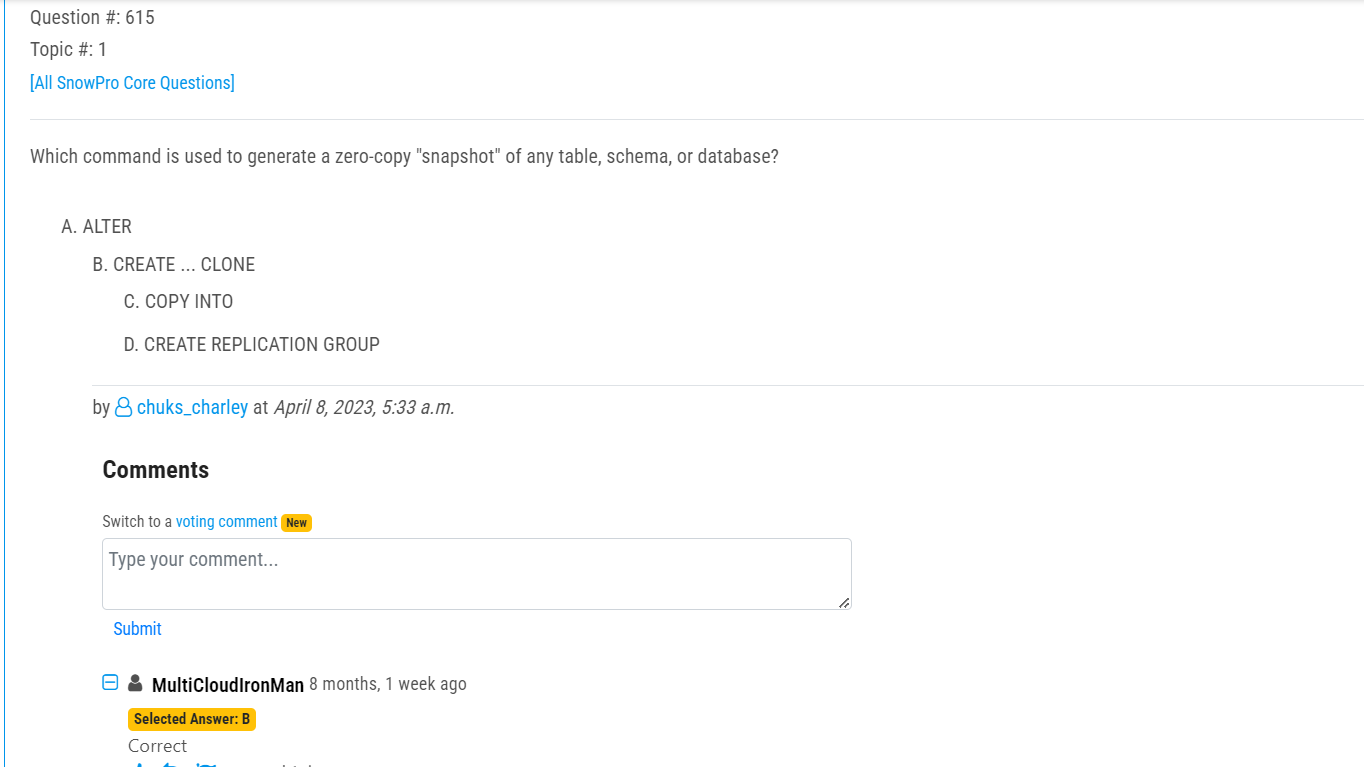 Question #: 615
Topic #: 1
[All SnowPro Core Questions]
Which command is used to generate a zero-copy "snapshot" of any table, schema, or database?
A. ALTER
B. CREATE ... CLONE
C. COPY INTO
D. CREATE REPLICATION GROUP
by chuks_charley at April 8, 2023, 5:33 a.m.
Comments
Switch to a voting comment New
Type your comment...
Submit
MultiCloudIronMan 8 months, 1 week ago
Selected Answer: B
Correct